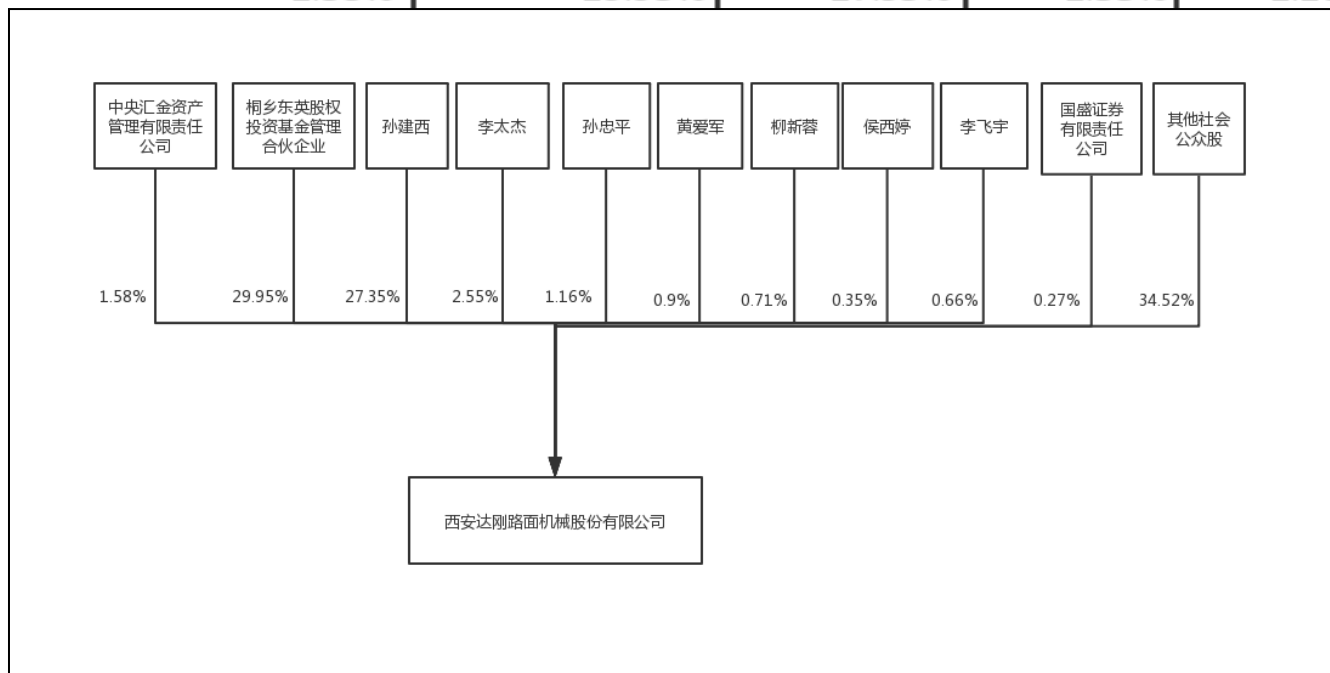 中央汇金资产
管理有限责任
公司
桐乡东英股权
投资基金管理
合伙企业
孙建西
李太杰
孙忠平
黄爱军
柳新蓉
侯西婷
李飞宇
国盛证券
有限责任
公司
其他社会
公众股
1.58%
29.95%
27.35%
2.55%
1.16%
0.9%
0.71%
0.35%
0.66%
0.27%
34.52%
西安达刚路面机械股份有限公司